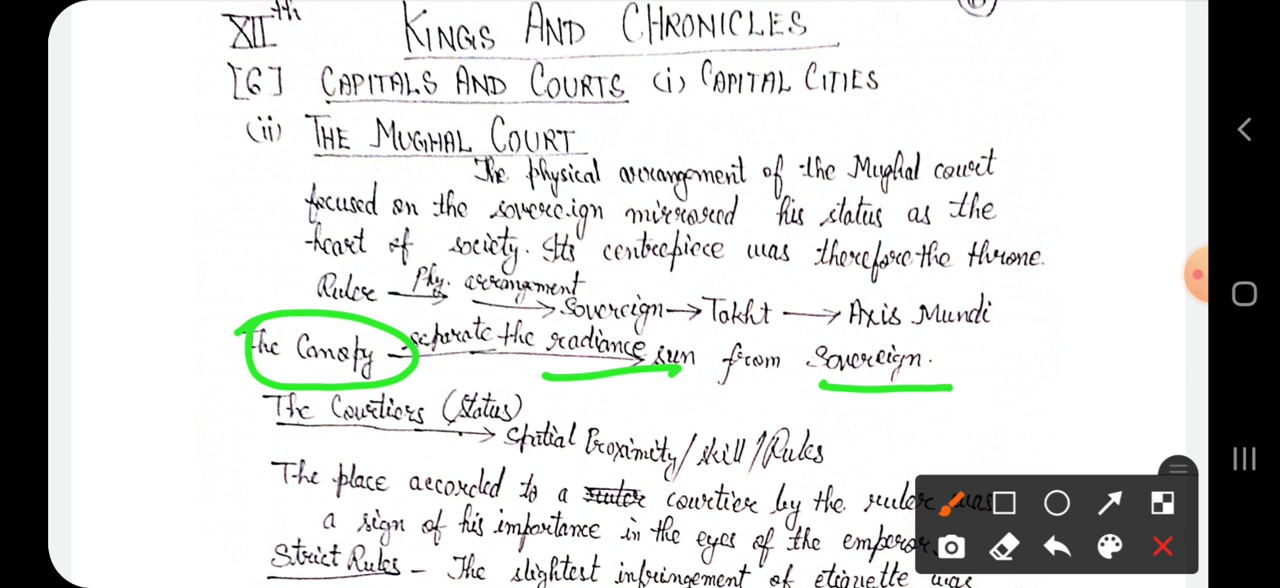 XIIth KINGS AND CHRONICLES
[6] CAPITALS AND COURTS (i) CAPITAL CITIES
(ii) THE MUGHAL COURT
The physical arrangement of the Mughal court
focused on the sovereign mirrored his status as the
heart of society. Its centrepiece was therefore the throne.
Ruler Phy. arrangement
Sovereign → Takht → Axis Mundi
The Canopy separate the radiance sun from Sovereign.
The Courtiers (Status)
→ Spatial Proximity/skill/Rules
The place accorded to a courtier by the ruler was
a sign of his importance in the eyes of the emperor
Strict Rules - The slightest infringement of etiquette was